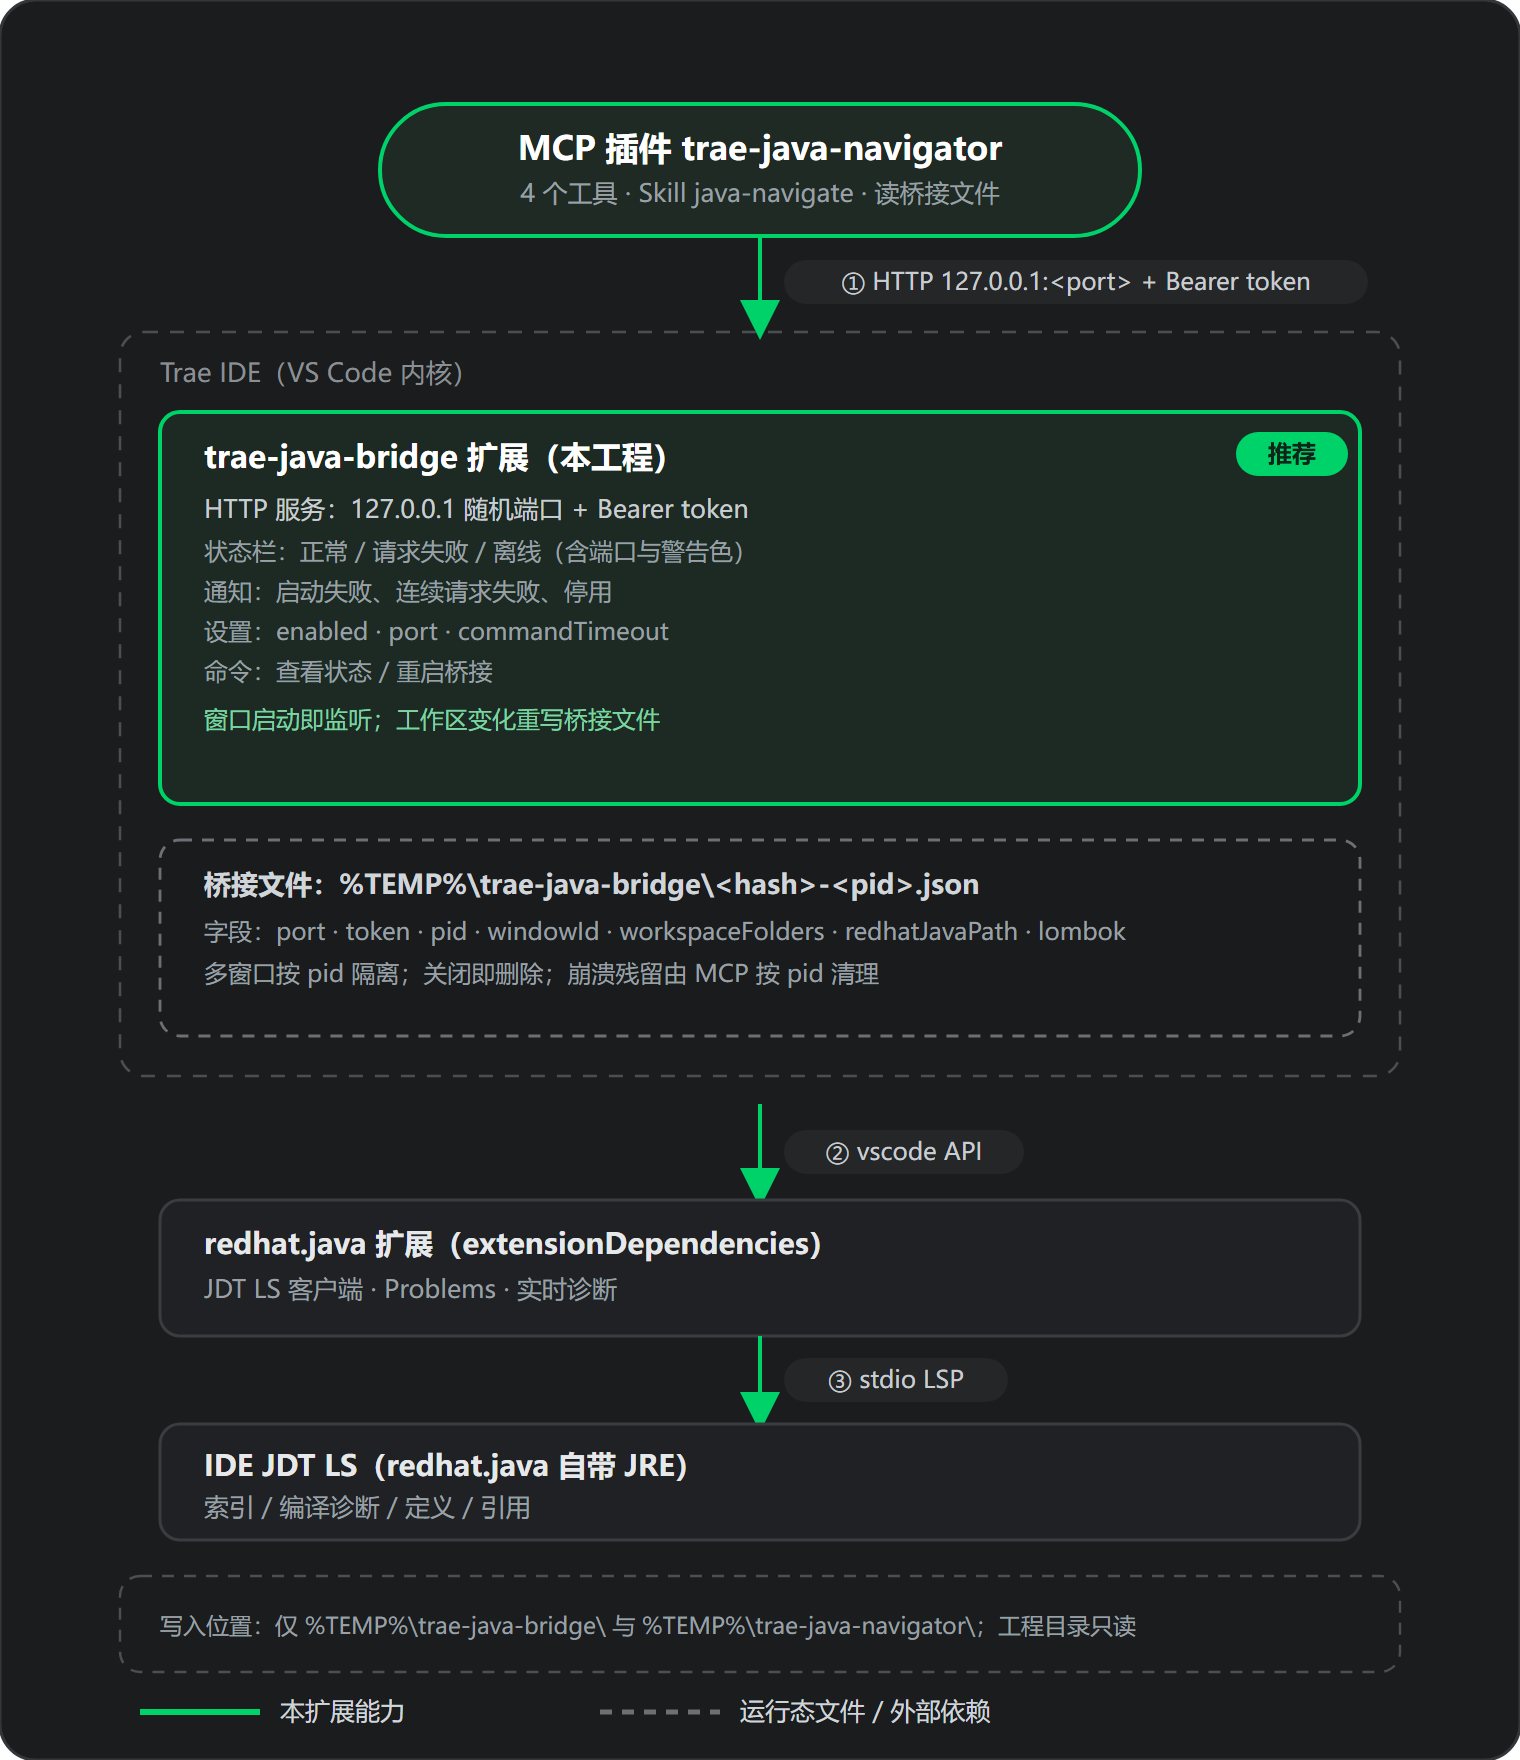 MCP 插件 trae-java-navigator
4 个工具 · Skill java-navigate · 读桥接文件
① HTTP 127.0.0.1:<port> + Bearer token
Trae IDE（VS Code 内核）
trae-java-bridge 扩展（本工程）
推荐
HTTP 服务：127.0.0.1 随机端口 + Bearer token
状态栏：正常 / 请求失败 / 离线（含端口与警告色）
通知：启动失败、连续请求失败、停用
设置：enabled · port · commandTimeout
命令：查看状态 / 重启桥接
窗口启动即监听；工作区变化重写桥接文件
桥接文件：%TEMP%\trae-java-bridge\<hash>-<pid>.json
字段：port · token · pid · windowId · workspaceFolders · redhatJavaPath · lombok
多窗口按 pid 隔离；关闭即删除；崩溃残留由 MCP 按 pid 清理
② vscode API
redhat.java 扩展（extensionDependencies）
JDT LS 客户端 · Problems · 实时诊断
③ stdio LSP
IDE JDT LS（redhat.java 自带 JRE）
索引 / 编译诊断 / 定义 / 引用
写入位置：仅 %TEMP%\trae-java-bridge\ 与 %TEMP%\trae-java-navigator\；工程目录只读
本扩展能力
运行态文件 / 外部依赖